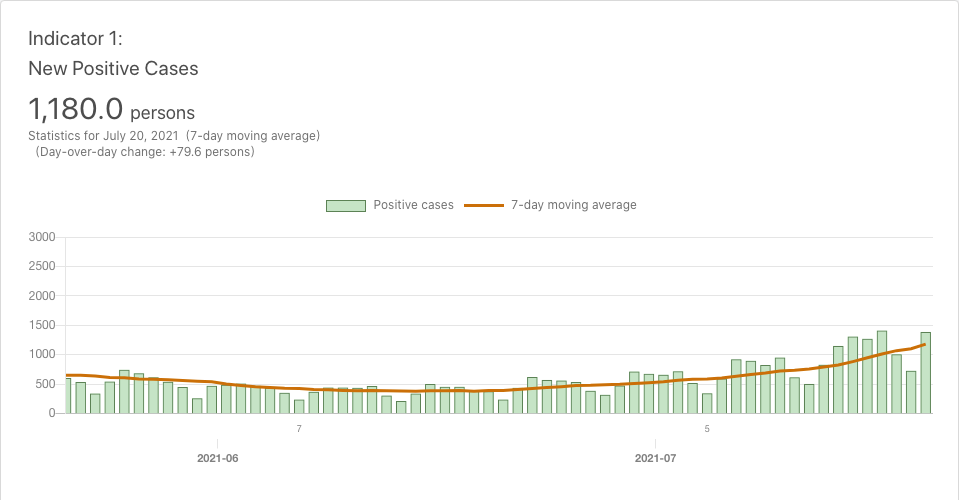 Indicator 1:
New Positive Cases
1,180.0 persons
Statistics for July 20, 2021 (7-day moving average)
(Day-over-day change: +79.6 persons)
Positive cases 7-day moving average
3000
2500
2000
1500
1000
500
0
7 5
2021-06 2021-07